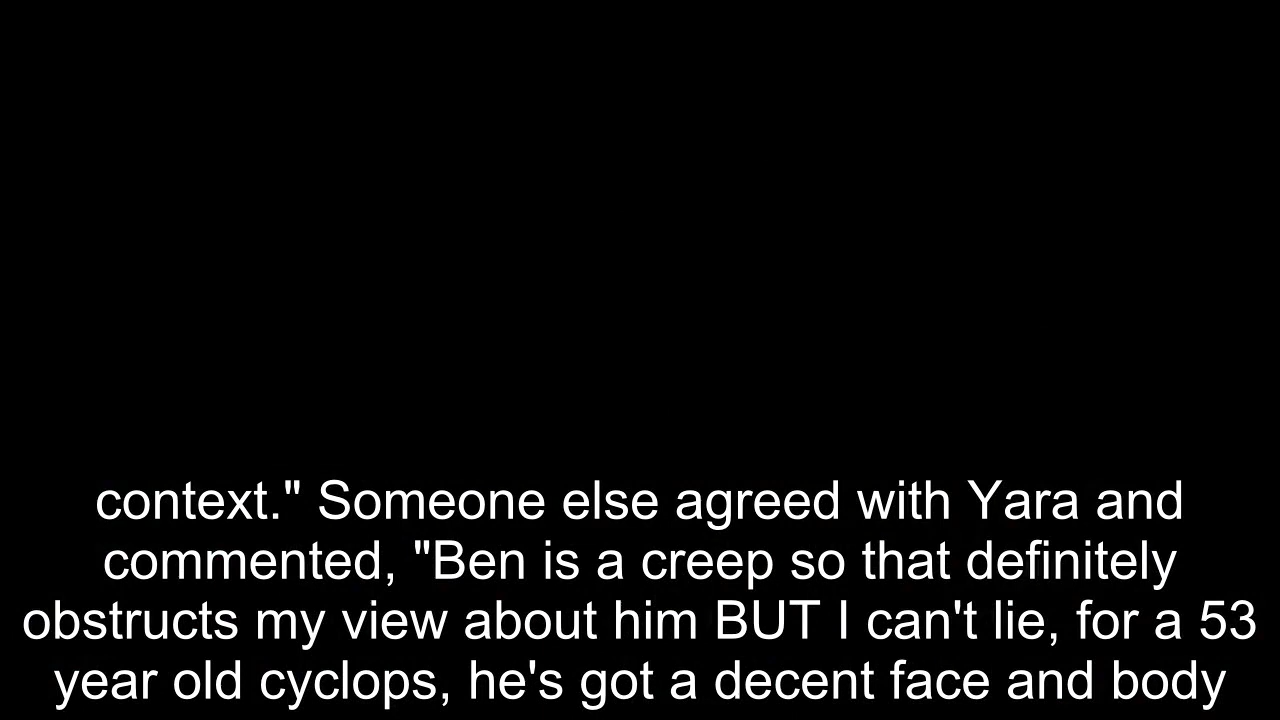 context." Someone else agreed with Yara and
commented, "Ben is a creep so that definitely
obstructs my view about him BUT I can't lie, for a 53
year old cyclops, he's got a decent face and body